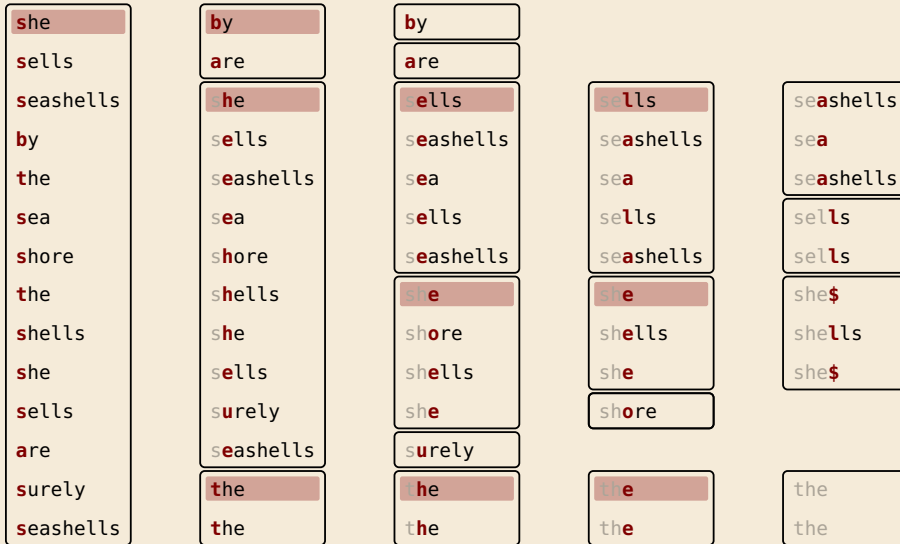 she by by
sells are are
seashells she sells sells seashells
by sells seashells seashells sea
the seashells sea sea seashells
sea sea sells sells sells
shore shore seashells seashells sells
the shells she she she$
shells she shore shells shells
she sells shells she she$
sells surely she shore
are seashells surely
surely the the the the
seashells the the the the